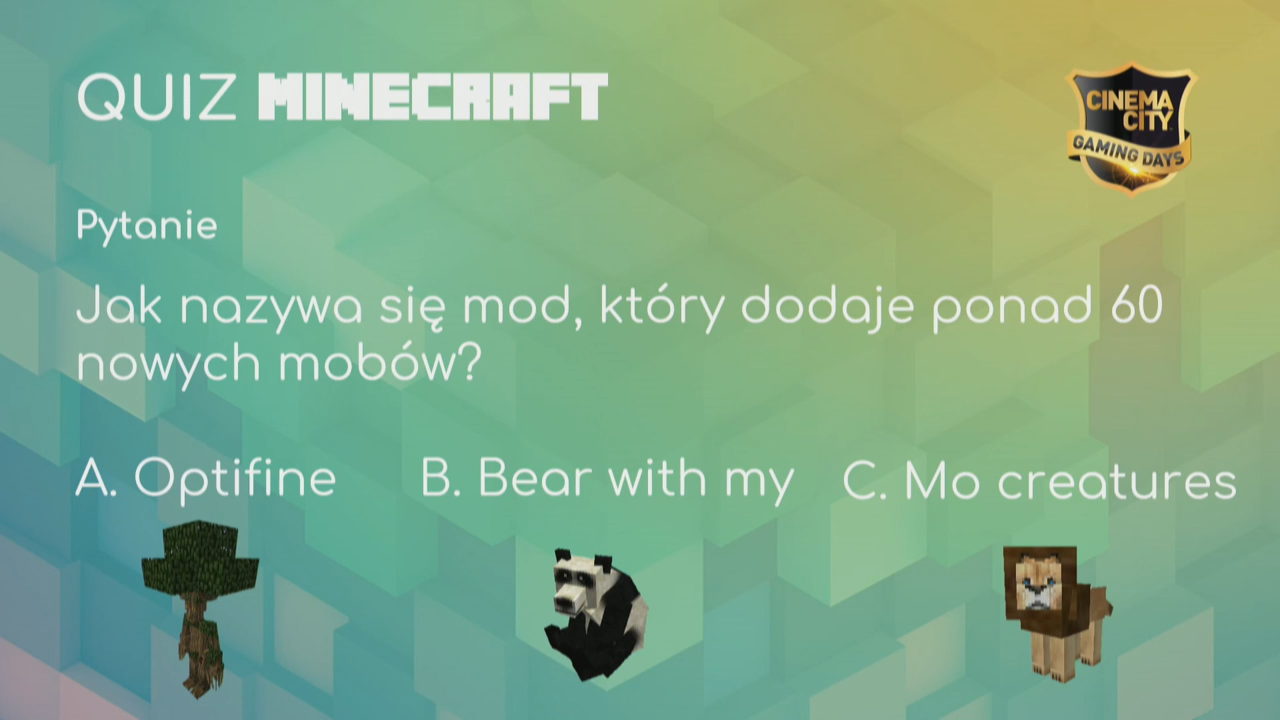 QUIZ MINECRAFT
CINEMA
CITY
GAMING DAYS
Pytanie
Jak nazywa się mod, który dodaje ponad 60
nowych mobów?
A. Optifine
B. Bear with my
C. Mo creatures